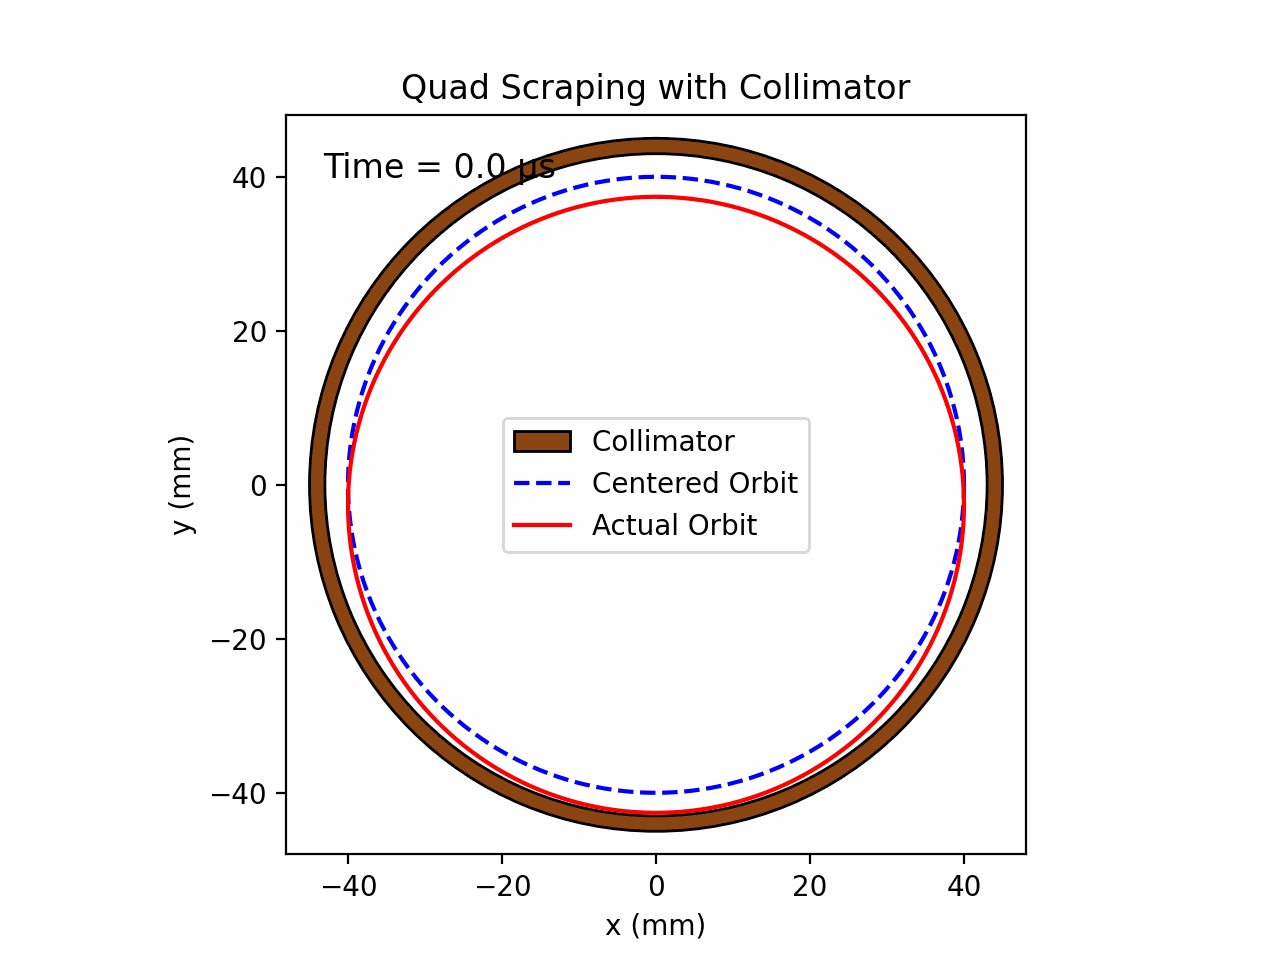 Quad Scraping with Collimator
Time = 0.0 μs
40
20
0
−20
−40
y (mm)
Collimator
Centered Orbit
Actual Orbit
−40 −20 0 20 40
x (mm)